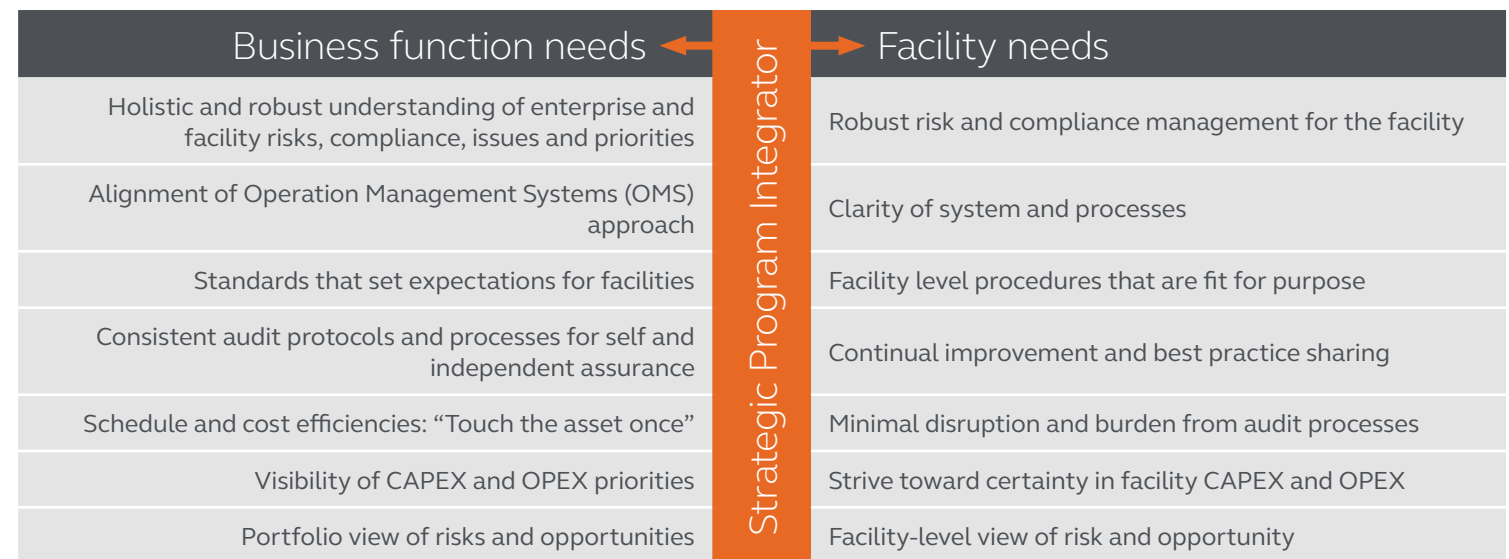 Business function needs
Strategic Program Integrator
Facility needs
Holistic and robust understanding of enterprise and
facility risks, compliance, issues and priorities
Robust risk and compliance management for the facility
Alignment of Operation Management Systems (OMS)
approach
Clarity of system and processes
Standards that set expectations for facilities
Facility level procedures that are fit for purpose
Consistent audit protocols and processes for self and
independent assurance
Continual improvement and best practice sharing
Schedule and cost efficiencies: “Touch the asset once”
Minimal disruption and burden from audit processes
Visibility of CAPEX and OPEX priorities
Strive toward certainty in facility CAPEX and OPEX
Portfolio view of risks and opportunities
Facility-level view of risk and opportunity